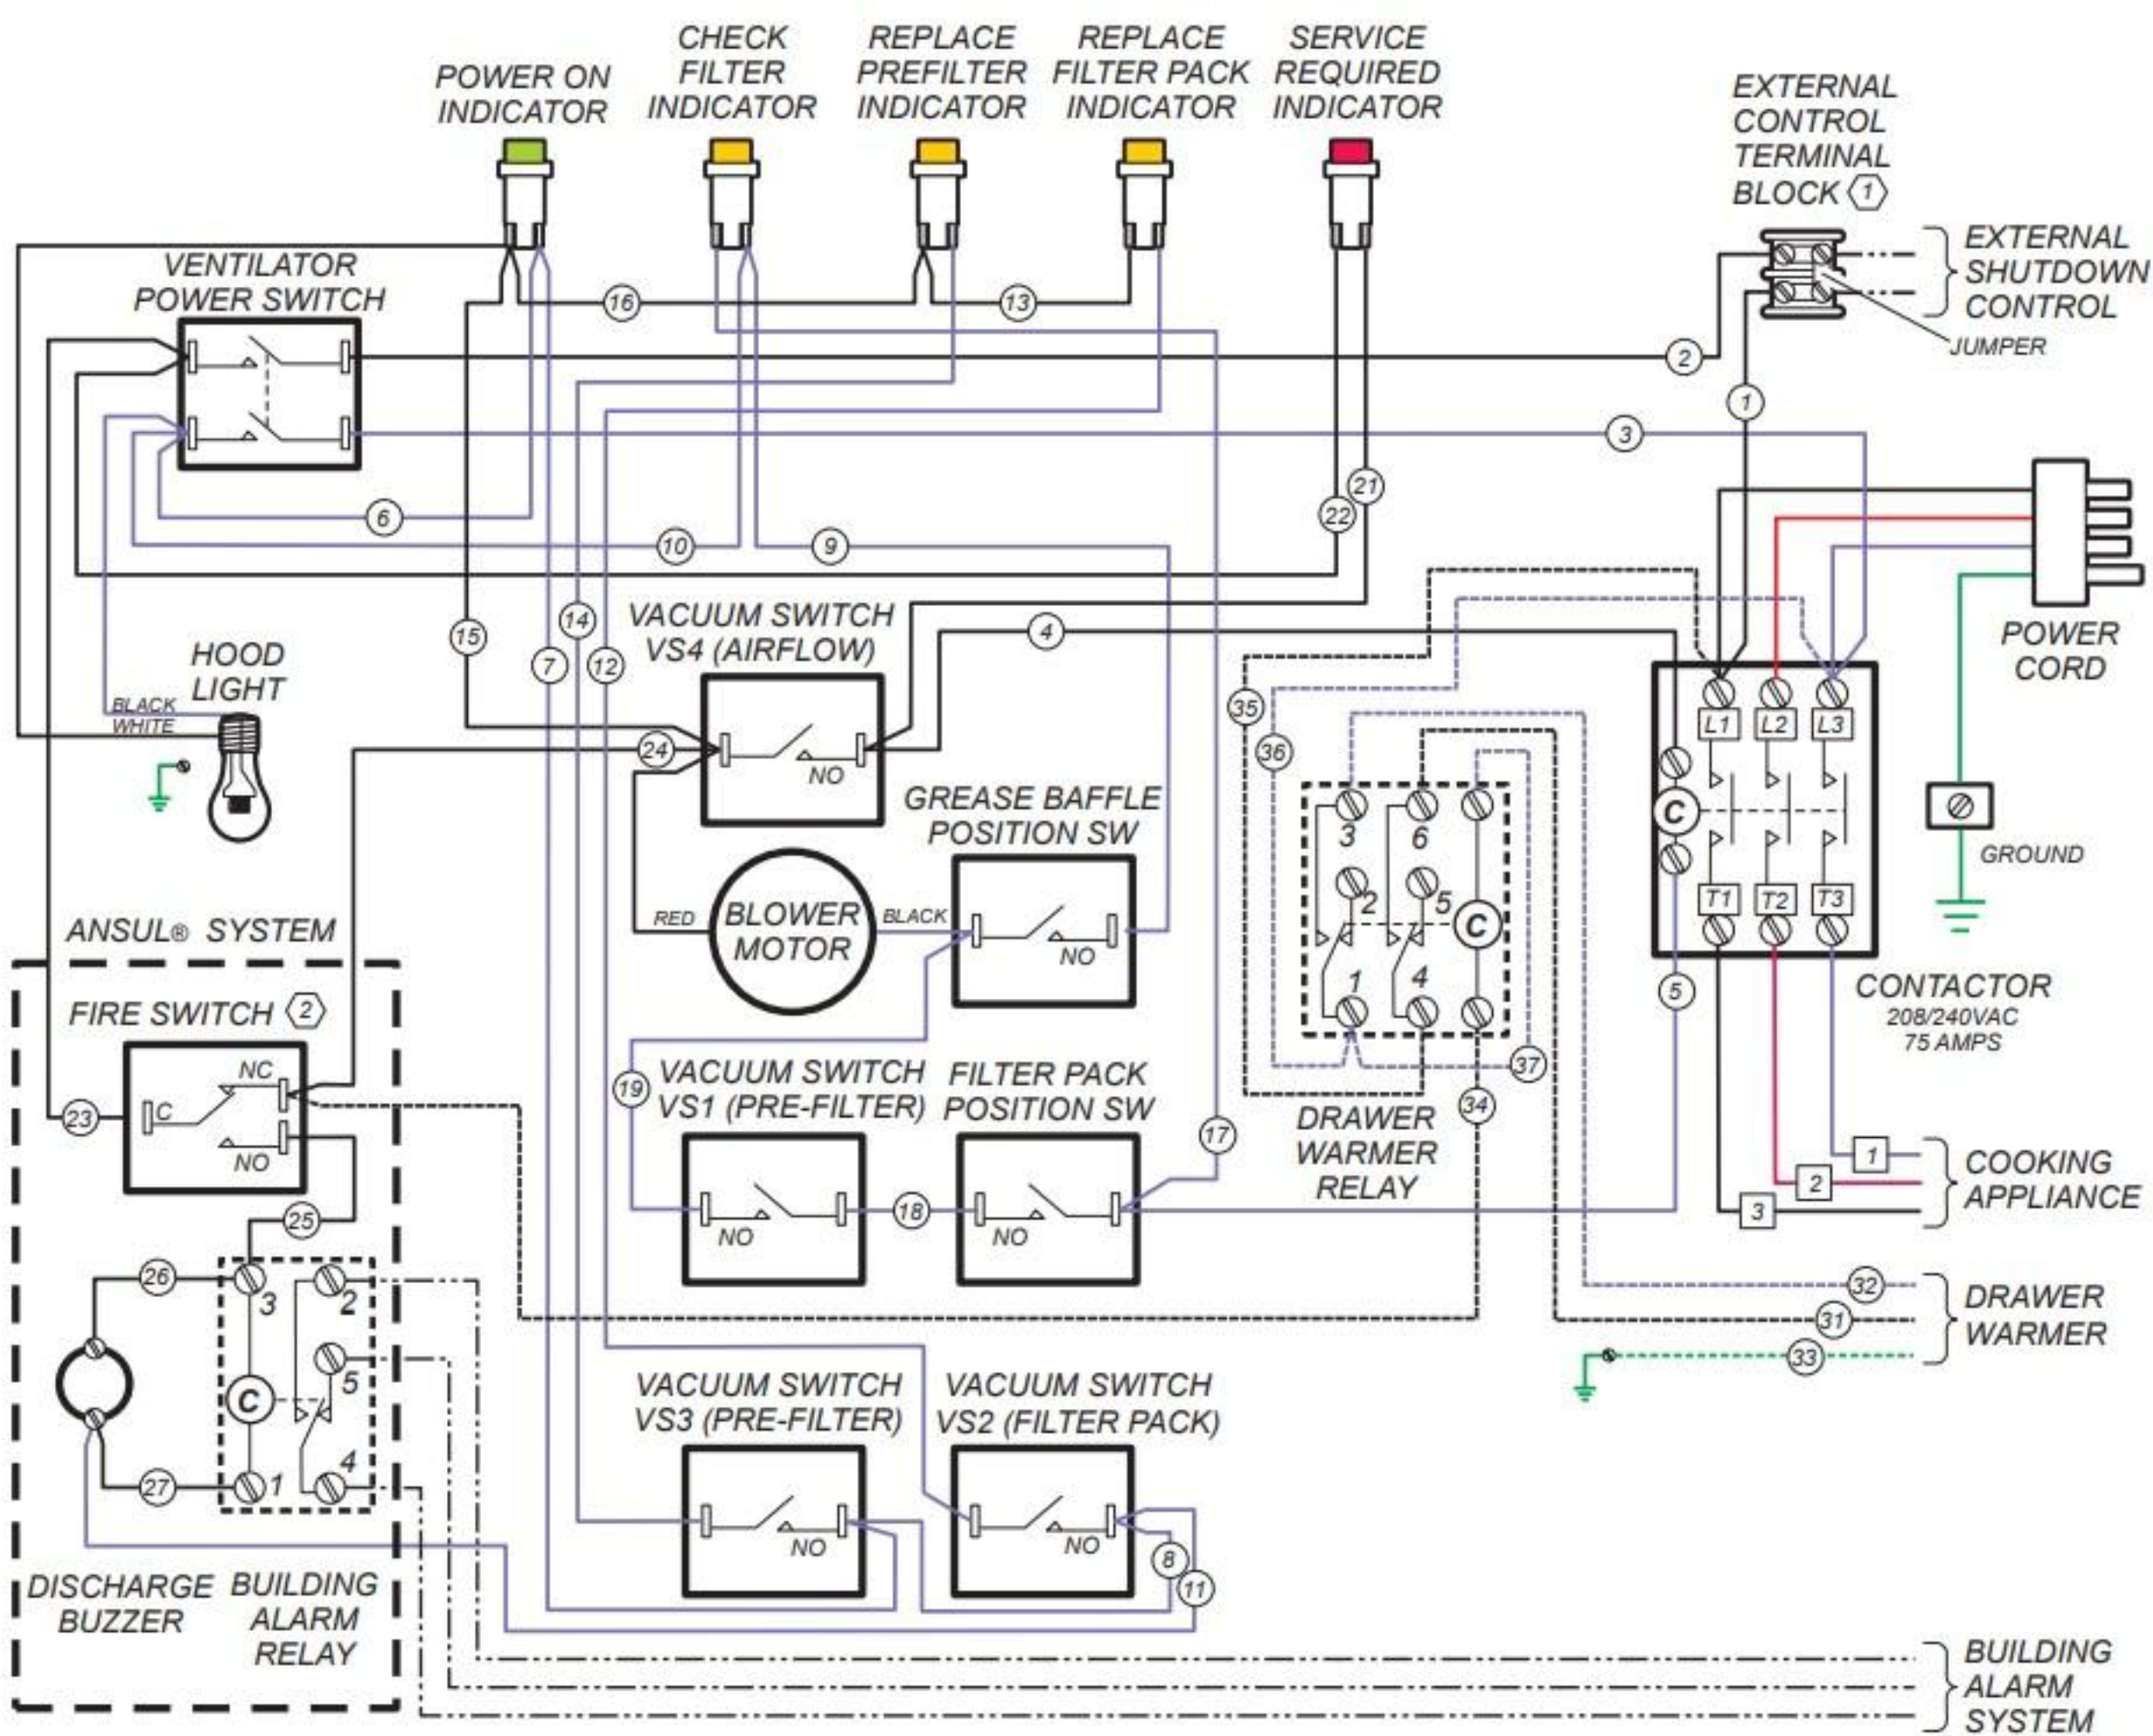 POWER ON
INDICATOR
CHECK
FILTER
INDICATOR
REPLACE
PREFILTER
INDICATOR
REPLACE
FILTER PACK
INDICATOR
SERVICE
REQUIRED
INDICATOR
EXTERNAL
CONTROL
TERMINAL
BLOCK 1
EXTERNAL
SHUTDOWN
CONTROL
JUMPER
VENTILATOR
POWER SWITCH
16
13
2
1
3
6
10
9
22
21
15
7
14
12
4
VACUUM SWITCH
VS4 (AIRFLOW)
NO
24
HOOD
LIGHT
BLACK
WHITE
POWER
CORD
L1
L2
L3
C
T1
T2
T3
GROUND
CONTACTOR
208/240VAC
75 AMPS
5
35
36
3
6
2
5
C
1
4
37
34
DRAWER
WARMER
RELAY
GREASE BAFFLE
POSITION SW
NO
RED
BLOWER
MOTOR
BLACK
ANSUL® SYSTEM
FIRE SWITCH 2
NC
C
NO
23
25
19
VACUUM SWITCH
VS1 (PRE-FILTER)
NO
18
FILTER PACK
POSITION SW
NO
17
1
2
3
COOKING
APPLIANCE
32
31
33
DRAWER
WARMER
26
27
3
2
5
C
1
4
DISCHARGE
BUZZER
BUILDING
ALARM
RELAY
VACUUM SWITCH
VS3 (PRE-FILTER)
NO
VACUUM SWITCH
VS2 (FILTER PACK)
NO
8
11
BUILDING
ALARM
SYSTEM